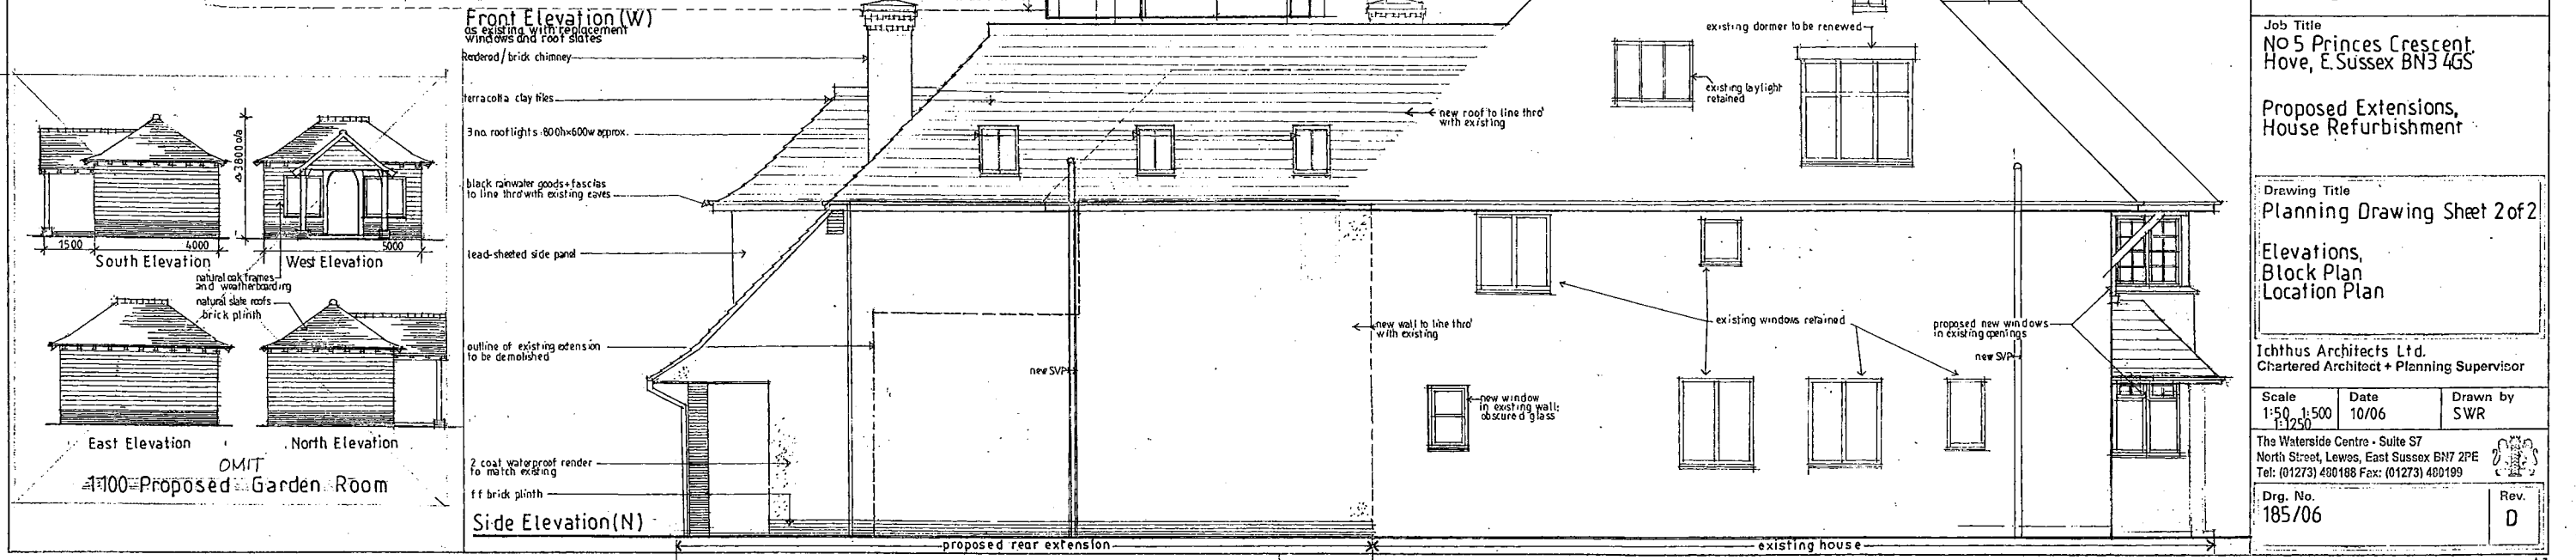 Front Elevation (W)
as existing with replacement
windows and roof slates
Rendered / brick chimney
terracotta clay tiles
3 no. rooflights 800h×600w approx.
black rainwater goods + fascias
to line thro' with existing eaves
lead-sheeted side panel
outline of existing extension
to be demolished
2 coat waterproof render
to match existing
ff brick plinth
Side Elevation (N)
existing dormer to be renewed
existing laylight
retained
new roof to line thro'
with existing
new wall to line thro'
with existing
new SVP
existing windows retained
proposed new windows
in existing openings
new SVP
new window
in existing wall:
obscured glass
proposed rear extension
existing house
3800 o/a
1500
4000
5000
South Elevation
West Elevation
natural oak frames
and weatherboarding
natural slate roofs
brick plinth
East Elevation
North Elevation
OMIT
1:100 Proposed Garden Room
Job Title
No 5 Princes Crescent,
Hove, E.Sussex BN3 4GS
Proposed Extensions,
House Refurbishment
Drawing Title
Planning Drawing Sheet 2 of 2
Elevations,
Block Plan
Location Plan
Ichthus Architects Ltd.
Chartered Architect + Planning Supervisor
Scale
1:50 1:500
1:1250
Date
10/06
Drawn by
SWR
The Waterside Centre • Suite S7
North Street, Lewes, East Sussex BN7 2PE
Tel: (01273) 480188 Fax: (01273) 480199
Drg. No.
185/06
Rev.
D